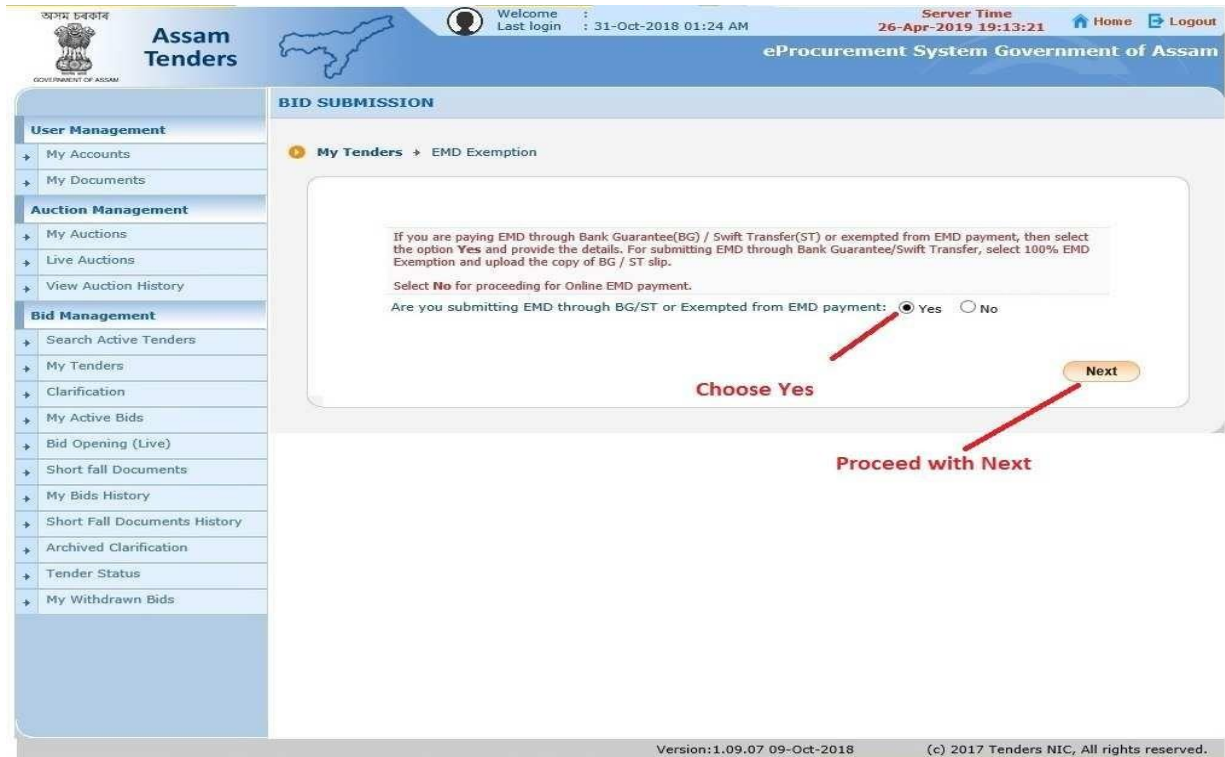 অসম চৰকাৰ
Assam
Tenders
GOVERNMENT OF ASSAM
Welcome :
Last login : 31-Oct-2018 01:24 AM
Server Time
26-Apr-2019 19:13:21
Home
Logout
eProcurement System Government of Assam
BID SUBMISSION
User Management
My Accounts
My Documents
Auction Management
My Auctions
Live Auctions
View Auction History
Bid Management
Search Active Tenders
My Tenders
Clarification
My Active Bids
Bid Opening (Live)
Short fall Documents
My Bids History
Short Fall Documents History
Archived Clarification
Tender Status
My Withdrawn Bids
My Tenders EMD Exemption
If you are paying EMD through Bank Guarantee(BG) / Swift Transfer(ST) or exempted from EMD payment, then select
the option Yes and provide the details. For submitting EMD through Bank Guarantee/Swift Transfer, select 100% EMD
Exemption and upload the copy of BG / ST slip.
Select No for proceeding for Online EMD payment.
Are you submitting EMD through BG/ST or Exempted from EMD payment: Yes No
Next
Choose Yes
Proceed with Next
Version:1.09.07 09-Oct-2018
(c) 2017 Tenders NIC, All rights reserved.